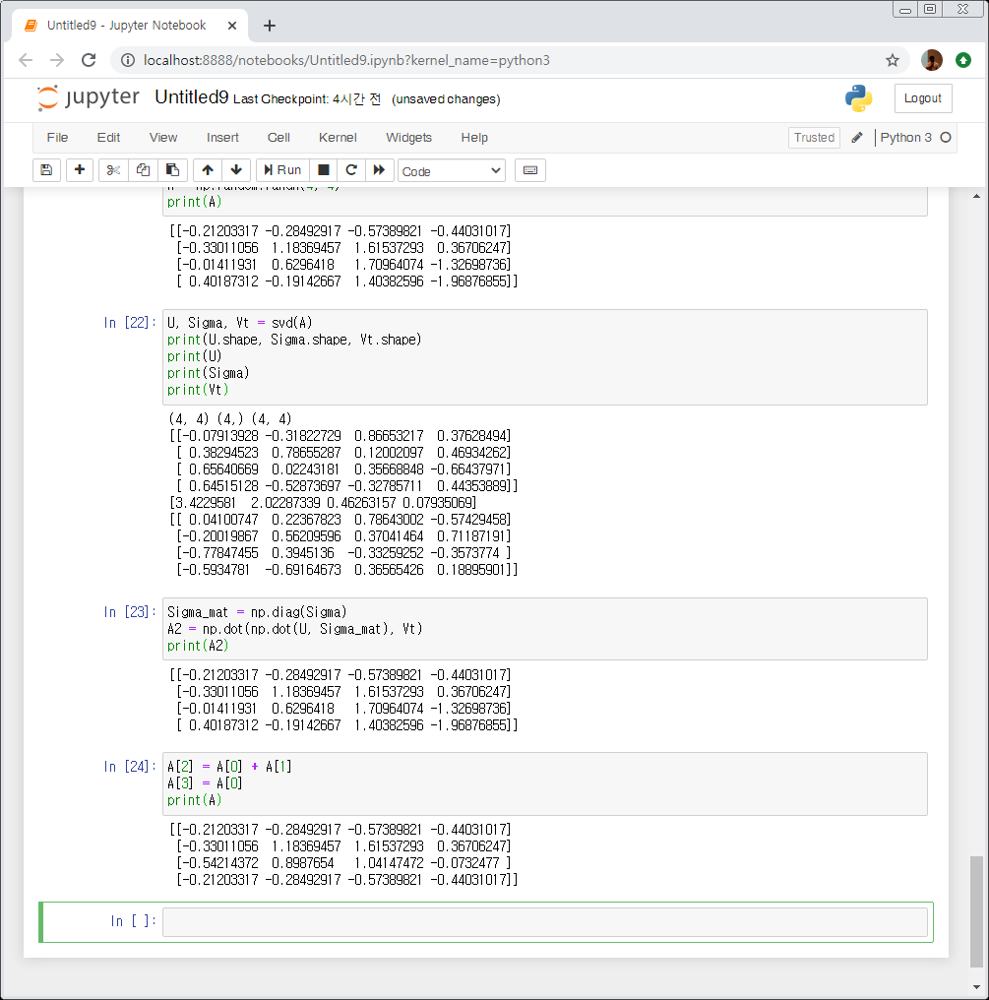 Untitled9 - Jupyter Notebook
localhost:8888/notebooks/Untitled9.ipynb?kernel_name=python3
jupyter Untitled9 Last Checkpoint: 4시간 전 (unsaved changes)
Logout
File Edit View Insert Cell Kernel Widgets Help Trusted Python 3
Run Code
print(A)
[[-0.21203317 -0.28492917 -0.57389821 -0.44031017]
[-0.33011056 1.18369457 1.61537293 0.36706247]
[-0.01411931 0.6296418 1.70964074 -1.32698736]
[ 0.40187312 -0.19142667 1.40382596 -1.96876855]]
In [22]: U, Sigma, Vt = svd(A)
print(U.shape, Sigma.shape, Vt.shape)
print(U)
print(Sigma)
print(Vt)
(4, 4) (4,) (4, 4)
[[-0.07913928 -0.31822729 0.86653217 0.37628494]
[ 0.38294523 0.78655287 0.12002097 0.46934262]
[ 0.65640669 0.02243181 0.35668848 -0.66437971]
[ 0.64515128 -0.52873697 -0.32785711 0.44353889]]
[3.4229581 2.02287339 0.46263157 0.07935069]
[[ 0.04100747 0.22367823 0.78643002 -0.57429458]
[-0.20019867 0.56209596 0.37041464 0.71187191]
[-0.77847455 0.3945136 -0.33259252 -0.3573774 ]
[-0.5934781 -0.69164673 0.36565426 0.18895901]]
In [23]: Sigma_mat = np.diag(Sigma)
A2 = np.dot(np.dot(U, Sigma_mat), Vt)
print(A2)
[[-0.21203317 -0.28492917 -0.57389821 -0.44031017]
[-0.33011056 1.18369457 1.61537293 0.36706247]
[-0.01411931 0.6296418 1.70964074 -1.32698736]
[ 0.40187312 -0.19142667 1.40382596 -1.96876855]]
In [24]: A[2] = A[0] + A[1]
A[3] = A[0]
print(A)
[[-0.21203317 -0.28492917 -0.57389821 -0.44031017]
[-0.33011056 1.18369457 1.61537293 0.36706247]
[-0.54214372 0.8987654 1.04147472 -0.0732477 ]
[-0.21203317 -0.28492917 -0.57389821 -0.44031017]]
In [ ]: